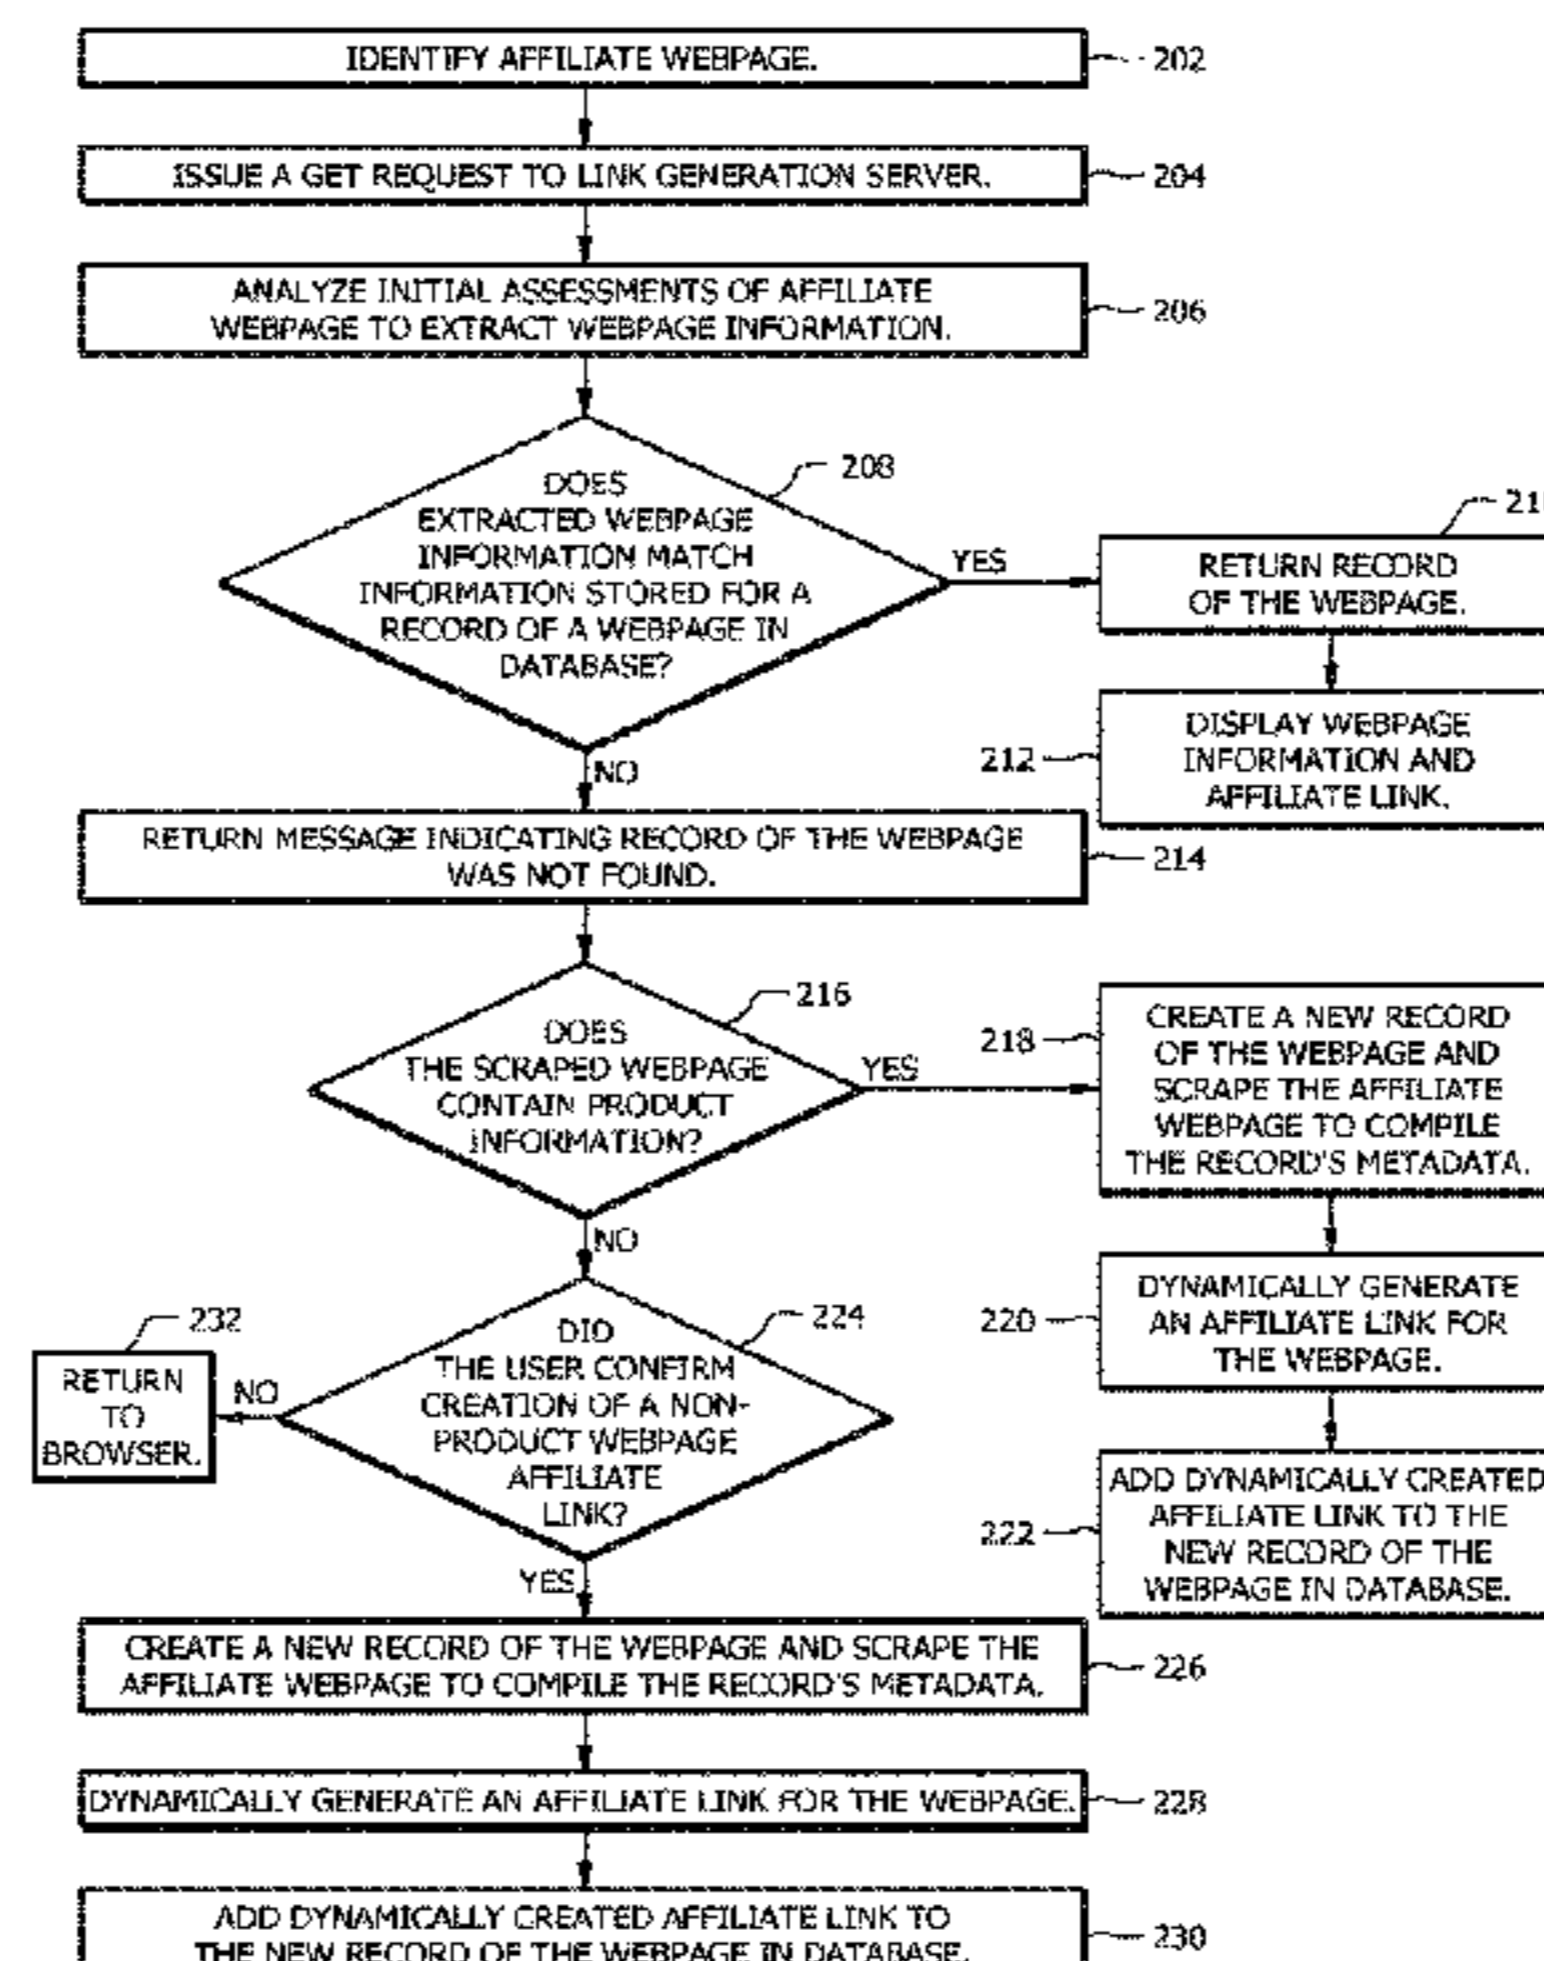 IDENTIFY AFFILIATE WEBPAGE.
202
ISSUE A GET REQUEST TO LINK GENERATION SERVER.
204
ANALYZE INITIAL ASSESSMENTS OF AFFILIATE
WEBPAGE TO EXTRACT WEBPAGE INFORMATION.
206
DOES
EXTRACTED WEBPAGE
INFORMATION MATCH
INFORMATION STORED FOR A
RECORD OF A WEBPAGE IN
DATABASE?
208
YES
RETURN RECORD
OF THE WEBPAGE.
DISPLAY WEBPAGE
INFORMATION AND
AFFILIATE LINK.
212
NO
RETURN MESSAGE INDICATING RECORD OF THE WEBPAGE
WAS NOT FOUND.
214
DOES
THE SCRAPED WEBPAGE
CONTAIN PRODUCT
INFORMATION?
216
YES
218
CREATE A NEW RECORD
OF THE WEBPAGE AND
SCRAPE THE AFFILIATE
WEBPAGE TO COMPILE
THE RECORD'S METADATA.
220
DYNAMICALLY GENERATE
AN AFFILIATE LINK FOR
THE WEBPAGE.
222
ADD DYNAMICALLY CREATED
AFFILIATE LINK TO THE
NEW RECORD OF THE
WEBPAGE IN DATABASE.
NO
DID
THE USER CONFIRM
CREATION OF A NON-
PRODUCT WEBPAGE
AFFILIATE
LINK?
224
NO
232
RETURN
TO
BROWSER.
YES
CREATE A NEW RECORD OF THE WEBPAGE AND SCRAPE THE
AFFILIATE WEBPAGE TO COMPILE THE RECORD'S METADATA.
226
DYNAMICALLY GENERATE AN AFFILIATE LINK FOR THE WEBPAGE.
228
ADD DYNAMICALLY CREATED AFFILIATE LINK TO
THE NEW RECORD OF THE WEBPAGE IN DATABASE.
230